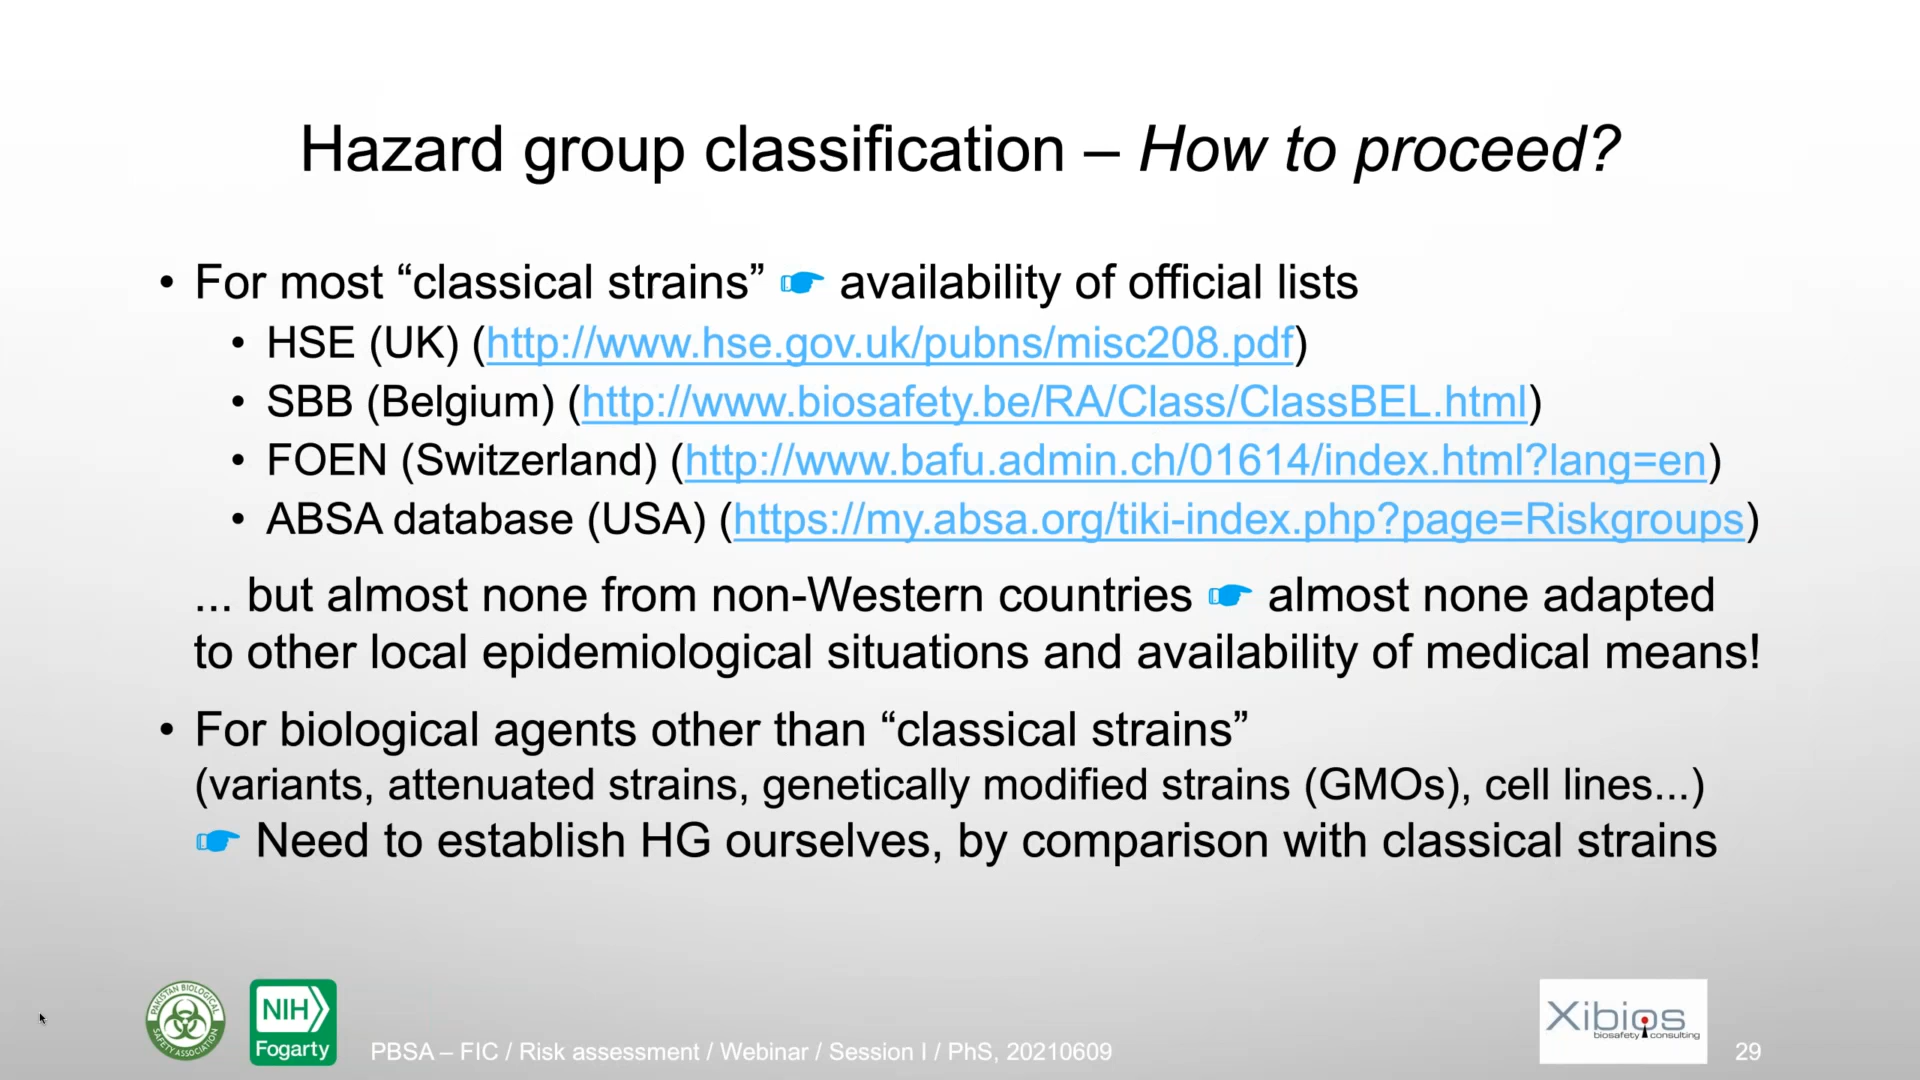 Hazard group classification – How to proceed?
• For most “classical strains” ☛ availability of official lists
• HSE (UK) (http://www.hse.gov.uk/pubns/misc208.pdf)
• SBB (Belgium) (http://www.biosafety.be/RA/Class/ClassBEL.html)
• FOEN (Switzerland) (http://www.bafu.admin.ch/01614/index.html?lang=en)
• ABSA database (USA) (https://my.absa.org/tiki-index.php?page=Riskgroups)
... but almost none from non-Western countries ☛ almost none adapted
to other local epidemiological situations and availability of medical means!
• For biological agents other than “classical strains”
(variants, attenuated strains, genetically modified strains (GMOs), cell lines...)
☛ Need to establish HG ourselves, by comparison with classical strains
PAKISTAN BIOLOGICAL
SAFETY ASSOCIATION
NIH
Fogarty
PBSA – FIC / Risk assessment / Webinar / Session I / PhS, 20210609
Xibios
biosafety consulting
29